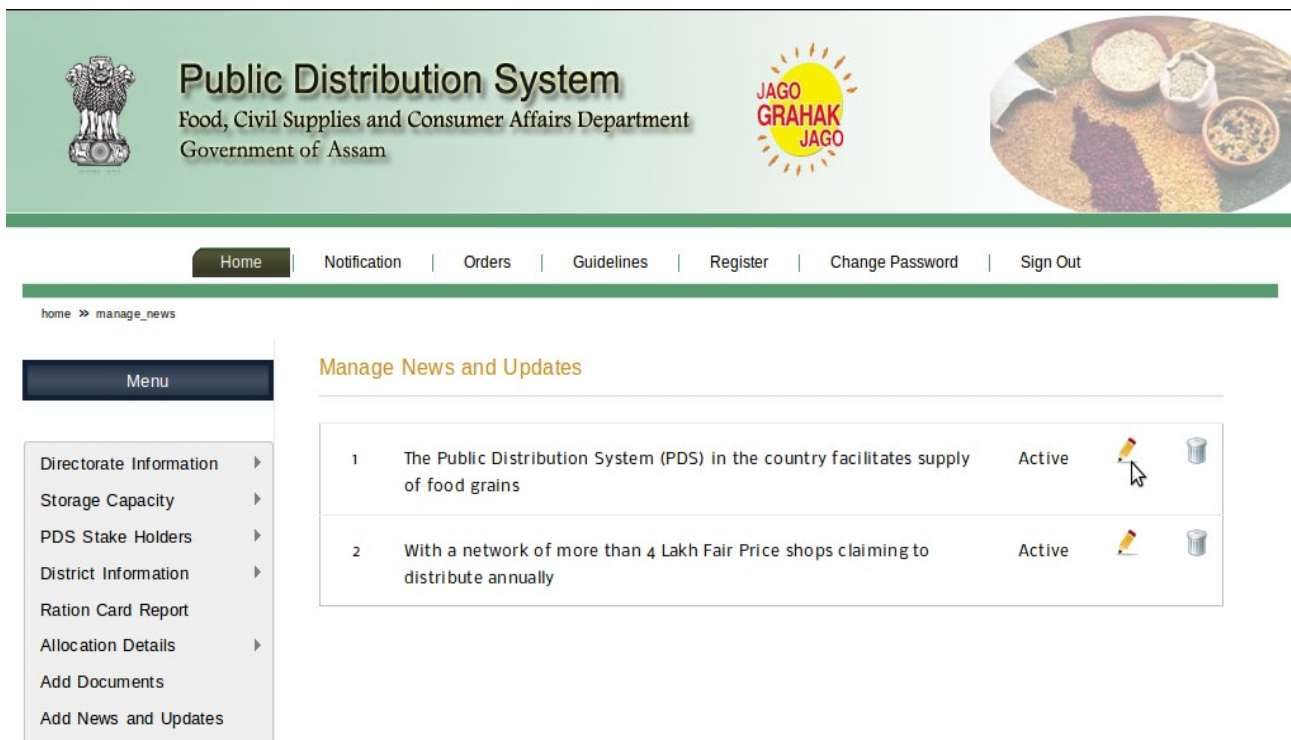 Public Distribution System
Food, Civil Supplies and Consumer Affairs Department
Government of Assam
JAGO
GRAHAK
JAGO
Home | Notification | Orders | Guidelines | Register | Change Password | Sign Out
home » manage_news
Menu
Directorate Information
Storage Capacity
PDS Stake Holders
District Information
Ration Card Report
Allocation Details
Add Documents
Add News and Updates
Manage News and Updates
1 The Public Distribution System (PDS) in the country facilitates supply Active
of food grains
2 With a network of more than 4 Lakh Fair Price shops claiming to Active
distribute annually